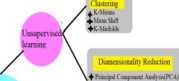 Clustering
K-Means
Mean Shift
K-Medoids
Unsupervised
learning
Dimensionality Reduction
Principal Component Analysis(PCA)